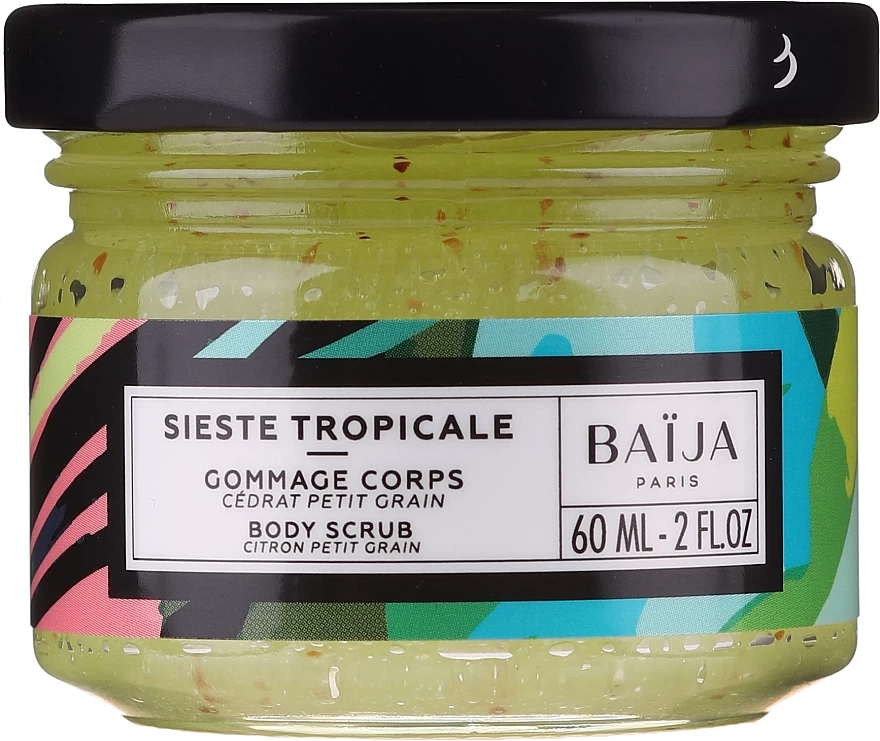 SIESTE TROPICALE
GOMMAGE CORPS
CÉDRAT PETIT GRAIN
BODY SCRUB
CITRON PETIT GRAIN
BAÏJA
PARIS
60 ML - 2 FL.OZ